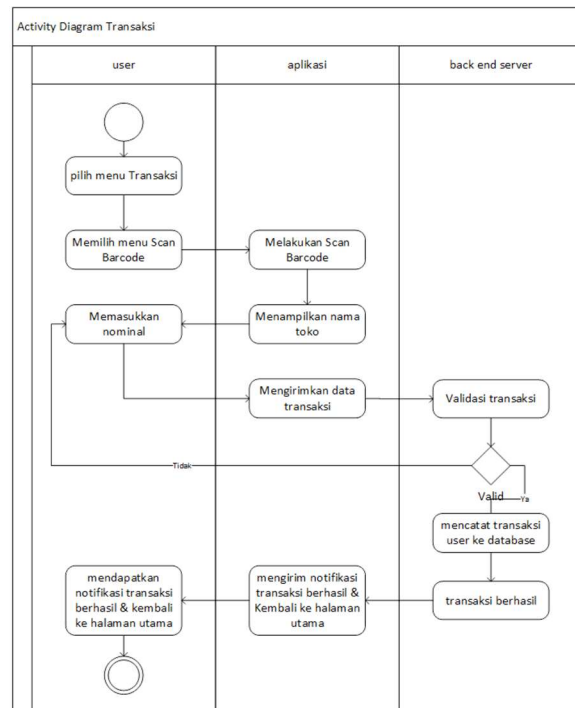 Activity Diagram Transaksi
user
aplikasi
back end server
pilih menu Transaksi
Memilih menu Scan
Barcode
Melakukan Scan
Barcode
Memasukkan
nominal
Menampilkan nama
toko
Mengirimkan data
transaksi
Validasi transaksi
Tidak
Valid
Ya
mencatat transaksi
user ke database
mendapatkan
notifikasi transaksi
berhasil & kembali
ke halaman utama
mengirim notifikasi
transaksi berhasil &
Kembali ke halaman
utama
transaksi berhasil